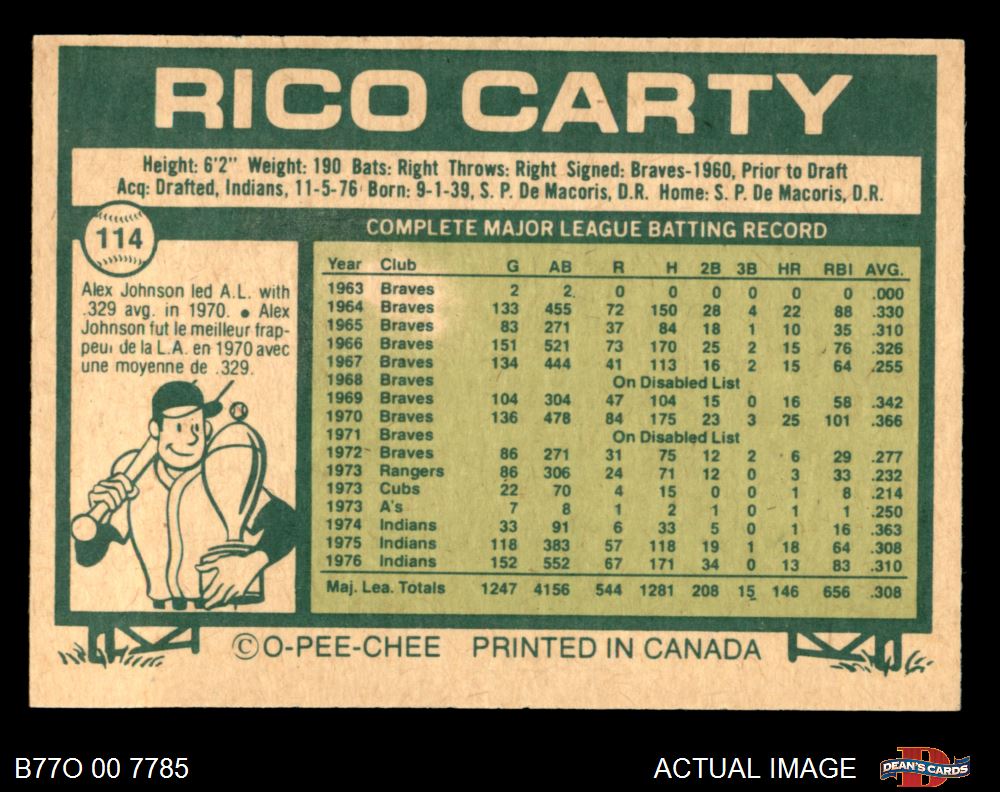 RICO CARTY
Height: 6'2" Weight: 190 Bats: Right Throws: Right Signed: Braves-1960, Prior to Draft
Acq: Drafted, Indians, 11-5-76 Born: 9-1-39, S. P. De Macoris, D.R. Home: S. P. De Macoris, D.R.
114
Alex Johnson led A.L. with
.329 avg. in 1970. • Alex
Johnson fut le meilleur frap-
peur de la L.A. en 1970 avec
une moyenne de .329.
COMPLETE MAJOR LEAGUE BATTING RECORD
Year Club G AB R H 2B 3B HR RBI AVG.
1963 Braves 2 2 0 0 0 0 0 0 .000
1964 Braves 133 455 72 150 28 4 22 88 .330
1965 Braves 83 271 37 84 18 1 10 35 .310
1966 Braves 151 521 73 170 25 2 15 76 .326
1967 Braves 134 444 41 113 16 2 15 64 .255
1968 Braves On Disabled List
1969 Braves 104 304 47 104 15 0 16 58 .342
1970 Braves 136 478 84 175 23 3 25 101 .366
1971 Braves On Disabled List
1972 Braves 86 271 31 75 12 2 6 29 .277
1973 Rangers 86 306 24 71 12 0 3 33 .232
1973 Cubs 22 70 4 15 0 0 1 8 .214
1973 A's 7 8 1 2 1 0 1 1 .250
1974 Indians 33 91 6 33 5 0 1 16 .363
1975 Indians 118 383 57 118 19 1 18 64 .308
1976 Indians 152 552 67 171 34 0 13 83 .310
Maj. Lea. Totals 1247 4156 544 1281 208 15 146 656 .308
© O-PEE-CHEE PRINTED IN CANADA
B77O 00 7785
ACTUAL IMAGE
D
DEAN'S CARDS